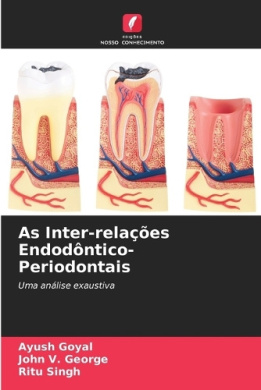 edições
NOSSO CONHECIMENTO
As Inter-relações
Endodôntico-
Periodontais
Uma análise exaustiva
Ayush Goyal
John V. George
Ritu Singh